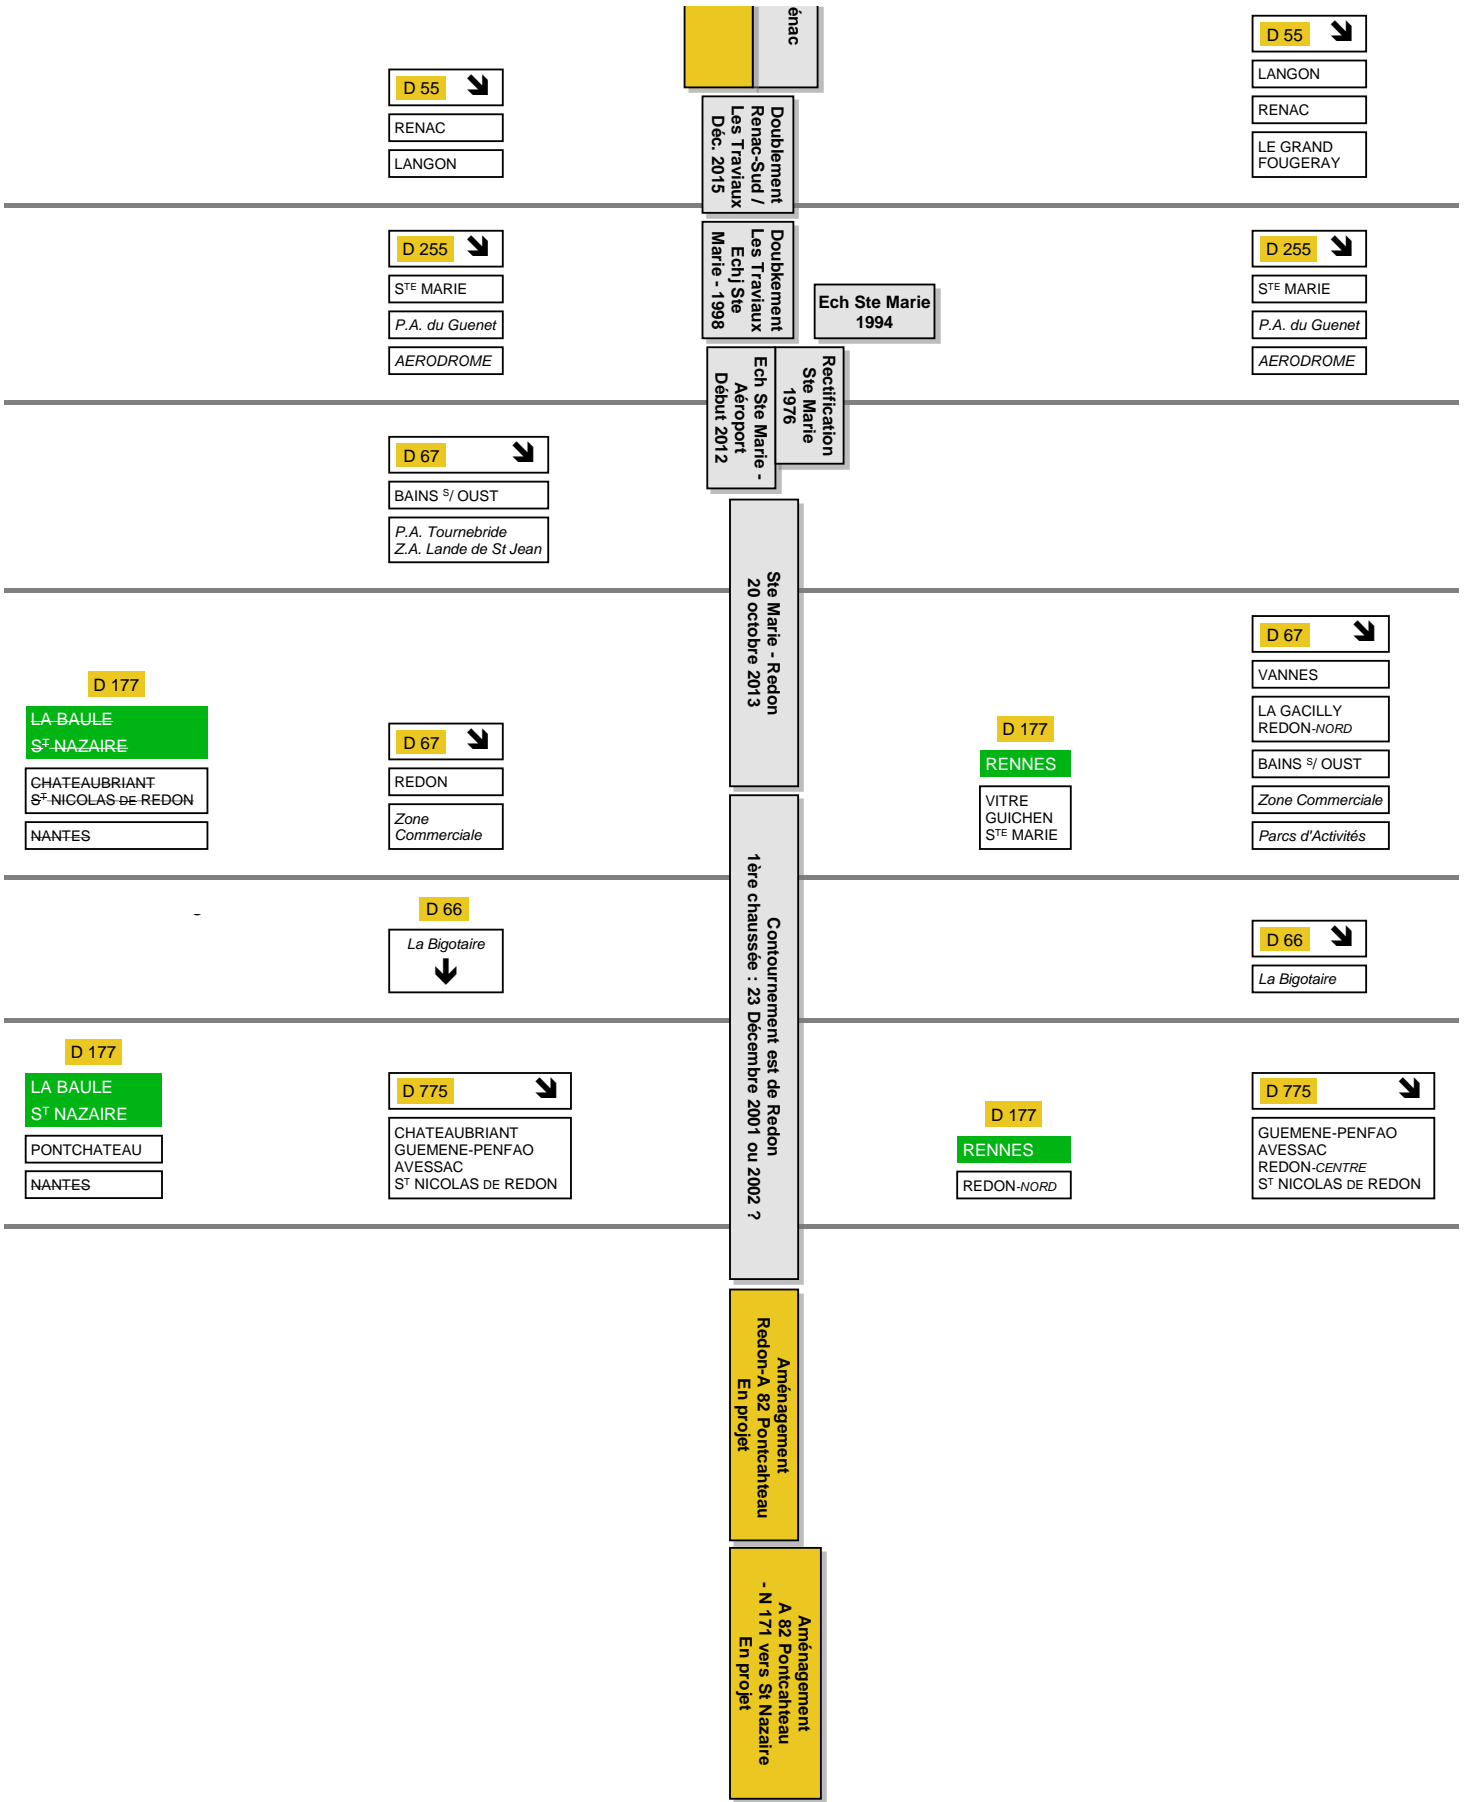 énac
D 55
LANGON
RENAC
LE GRAND
FOUGERAY
D 55
RENAC
LANGON
Doublement
Renac-Sud /
Les Traviaux
Déc. 2015
D 255
STE MARIE
P.A. du Guenet
AERODROME
Doubkement
Les Traviaux
Echj Ste
Marie - 1998
Ech Ste Marie
1994
D 255
STE MARIE
P.A. du Guenet
AERODROME
Rectification
Ste Marie
1976
Ech Ste Marie -
Aéroport
Début 2012
D 67
BAINS S/ OUST
P.A. Tournebride
Z.A. Lande de St Jean
Ste Marie - Redon
20 octobre 2013
D 177
LA BAULE
ST NAZAIRE
CHATEAUBRIANT
ST NICOLAS DE REDON
NANTES
D 67
REDON
Zone
Commerciale
D 177
RENNES
VITRE
GUICHEN
STE MARIE
D 67
VANNES
LA GACILLY
REDON-NORD
BAINS S/ OUST
Zone Commerciale
Parcs d'Activités
Contournement est de Redon
1ère chaussée : 23 Décembre 2001 ou 2002 ?
-
D 66
La Bigotaire
D 66
La Bigotaire
D 177
LA BAULE
ST NAZAIRE
PONTCHATEAU
NANTES
D 775
CHATEAUBRIANT
GUEMENE-PENFAO
AVESSAC
ST NICOLAS DE REDON
D 177
RENNES
REDON-NORD
D 775
GUEMENE-PENFAO
AVESSAC
REDON-CENTRE
ST NICOLAS DE REDON
Aménagement
Redon-A 82 Pontcahteau
En projet
Aménagement
A 82 Pontcahteau
- N 171 vers St Nazaire
En projet